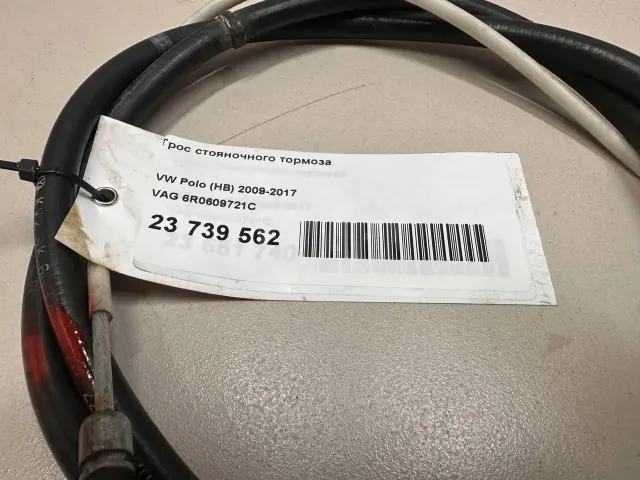 Трос стояночного тормоза
VW Polo (HB) 2009-2017
VAG 6R0609721C
23 739 562